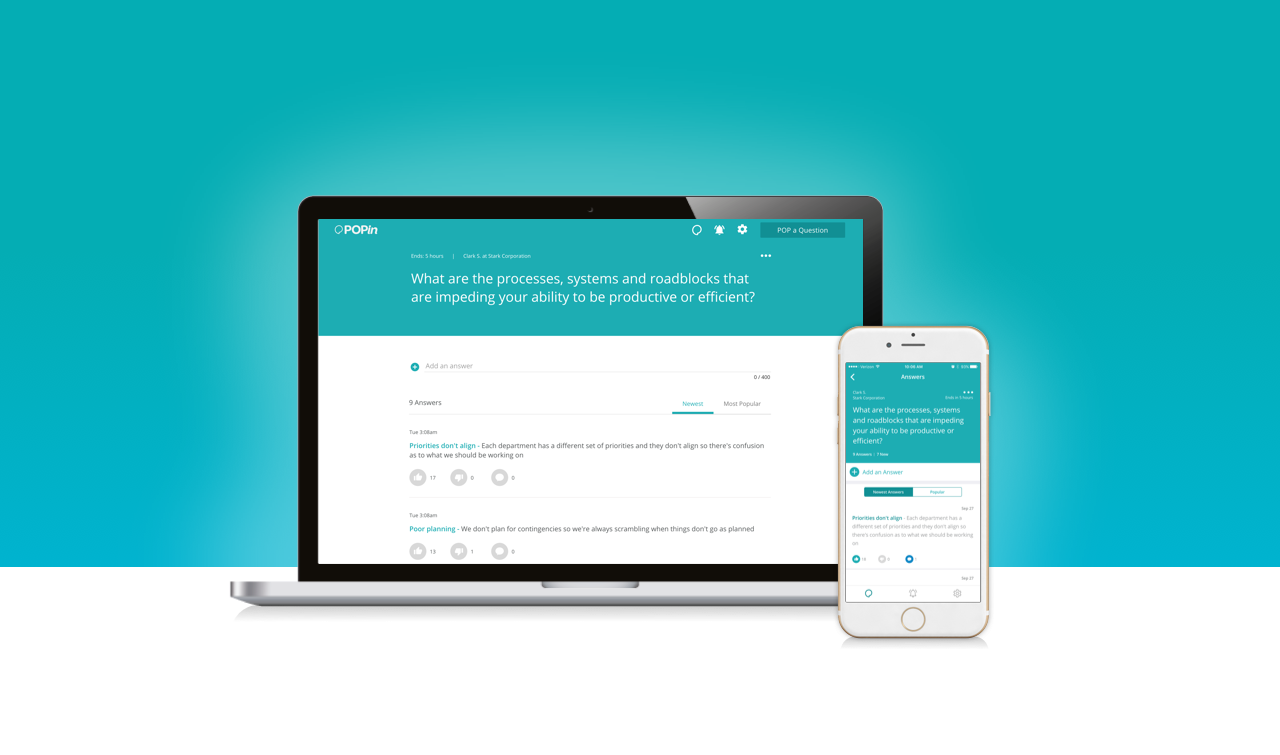 POPin
POP a Question
Ends: 5 hours | Clark S. at Stark Corporation
What are the processes, systems and roadblocks that
are impeding your ability to be productive or efficient?
Add an answer
0 / 400
9 Answers
Newest
Most Popular
Tue 3:08am
Priorities don't align - Each department has a different set of priorities and they don't align so there's confusion
as to what we should be working on
17
0
0
Tue 3:08am
Poor planning - We don't plan for contingencies so we're always scrambling when things don't go as planned
13
1
0
Verizon
10:08 AM
Answers
Clark S
Stark Corporation
Ends in 5 hours
What are the processes, systems
and roadblocks that are impeding
your ability to be productive or
efficient?
9 Answers | 7 New
Add an Answer
Newest Answers
Popular
Sep 27
Priorities don't align - Each department has a
different set of priorities and they don't align so
there's confusion as to what we should be working
on
0
Sep 27